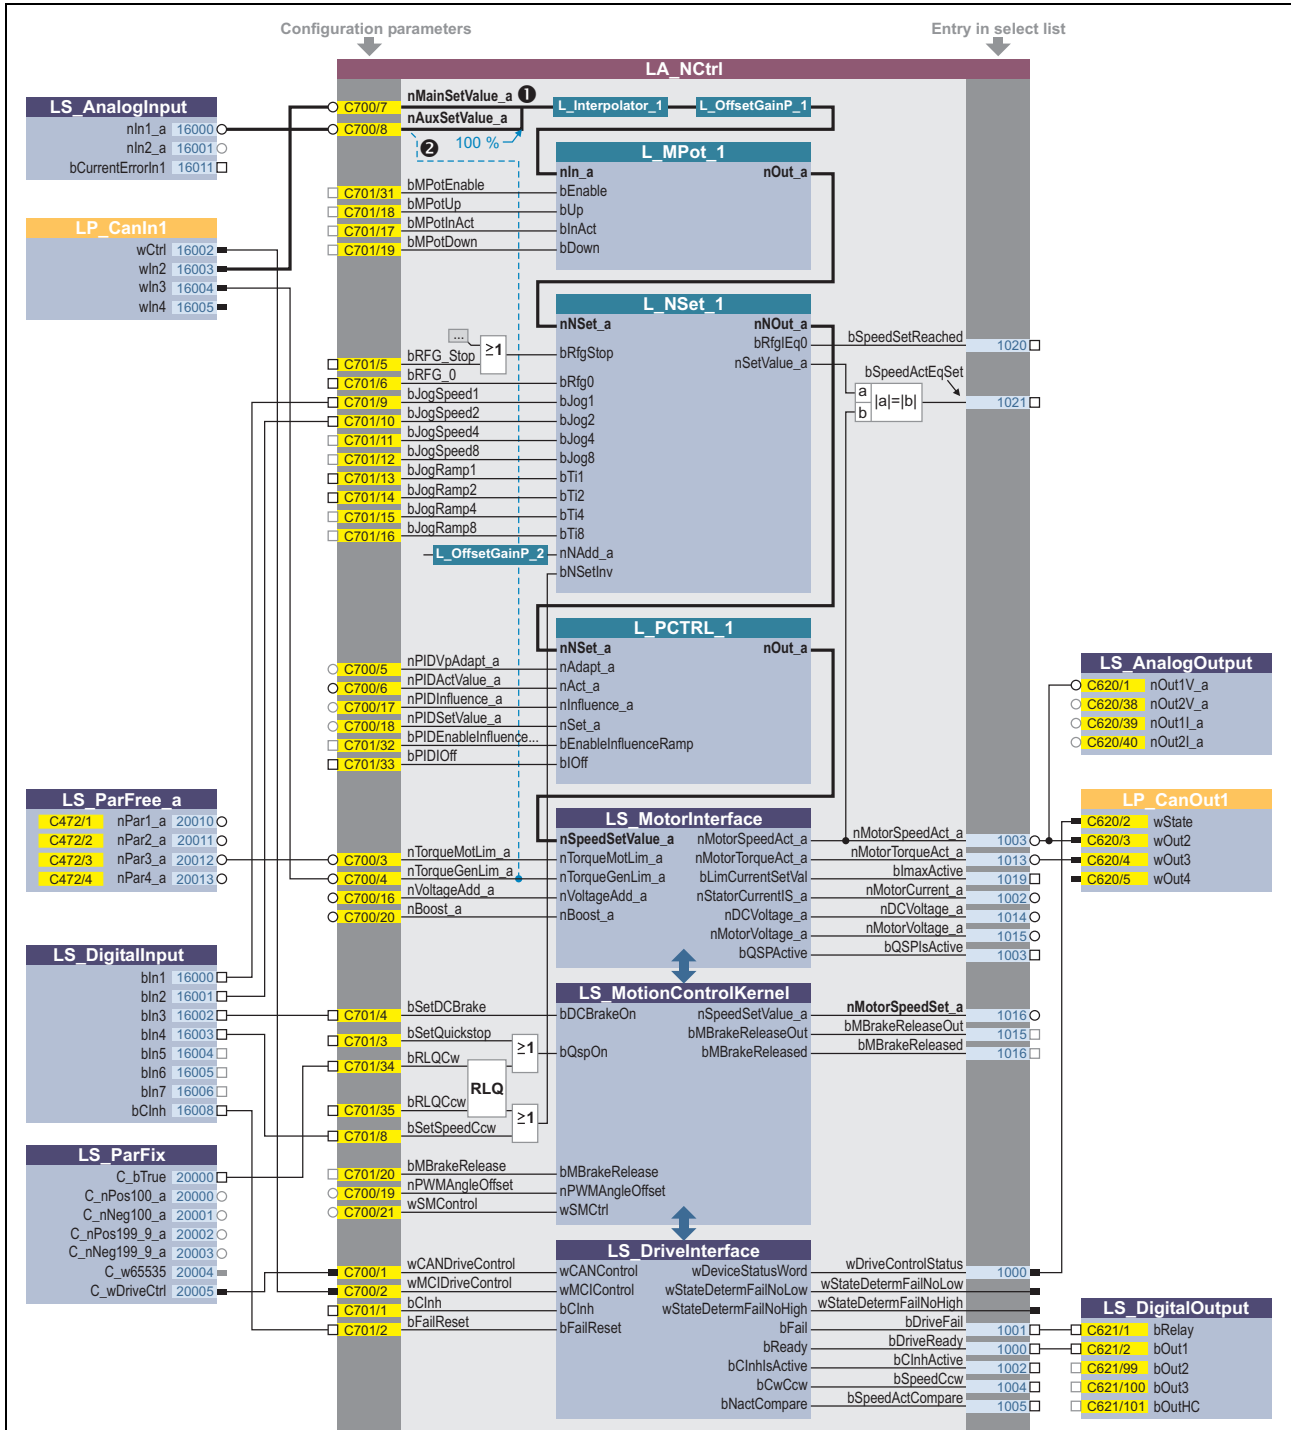 Configuration parameters
Entry in select list
LA_NCtrl
LS_AnalogInput
nIn1_a 16000
nIn2_a 16001
bCurrentErrorIn1 16011
LP_CanIn1
wCtrl 16002
wIn2 16003
wIn3 16004
wIn4 16005
C700/7 nMainSetValue_a ❶
C700/8 nAuxSetValue_a
❷ 100 %
L_Interpolator_1
L_OffsetGainP_1
L_MPot_1
nIn_a nOut_a
C701/31 bMPotEnable bEnable
C701/18 bMPotUp bUp
C701/17 bMPotInAct bInAct
C701/19 bMPotDown bDown
L_NSet_1
nNSet_a nNOut_a
bRfgIEq0 bSpeedSetReached 1020
nSetValue_a
...
≥1
C701/5 bRFG_Stop bRfgStop
C701/6 bRFG_0 bRfg0
C701/9 bJogSpeed1 bJog1
C701/10 bJogSpeed2 bJog2
C701/11 bJogSpeed4 bJog4
C701/12 bJogSpeed8 bJog8
C701/13 bJogRamp1 bTi1
C701/14 bJogRamp2 bTi2
C701/15 bJogRamp4 bTi4
C701/16 bJogRamp8 bTi8
L_OffsetGainP_2 nNAdd_a
bNSetInv
bSpeedActEqSet
a
b
|a|=|b|
1021
L_PCTRL_1
nNSet_a nOut_a
C700/5 nPIDVpAdapt_a nAdapt_a
C700/6 nPIDActValue_a nAct_a
C700/17 nPIDInfluence_a nInfluence_a
C700/18 nPIDSetValue_a nSet_a
C701/32 bPIDEnableInfluence... bEnableInfluenceRamp
C701/33 bPIDIOff bIOff
LS_AnalogOutput
C620/1 nOut1V_a
C620/38 nOut2V_a
C620/39 nOut1I_a
C620/40 nOut2I_a
LS_ParFree_a
C472/1 nPar1_a 20010
C472/2 nPar2_a 20011
C472/3 nPar3_a 20012
C472/4 nPar4_a 20013
LS_MotorInterface
nSpeedSetValue_a nMotorSpeedAct_a nMotorSpeedAct_a 1003
C700/3 nTorqueMotLim_a nTorqueMotLim_a nMotorTorqueAct_a nMotorTorqueAct_a 1013
C700/4 nTorqueGenLim_a nTorqueGenLim_a bLimCurrentSetVal bImaxActive 1019
C700/16 nVoltageAdd_a nVoltageAdd_a nStatorCurrentIS_a nMotorCurrent_a 1002
C700/20 nBoost_a nBoost_a nDCVoltage_a nDCVoltage_a 1014
nMotorVoltage_a nMotorVoltage_a 1015
bQSPActive bQSPIsActive 1003
LP_CanOut1
C620/2 wState
C620/3 wOut2
C620/4 wOut3
C620/5 wOut4
LS_DigitalInput
bIn1 16000
bIn2 16001
bIn3 16002
bIn4 16003
bIn5 16004
bIn6 16005
bIn7 16006
bCInh 16008
LS_MotionControlKernel
C701/4 bSetDCBrake bDCBrakeOn nSpeedSetValue_a nMotorSpeedSet_a 1016
bMBrakeReleaseOut bMBrakeReleaseOut 1015
C701/3 bSetQuickstop ≥1 bQspOn bMBrakeReleased bMBrakeReleased 1016
C701/34 bRLQCw
RLQ
C701/35 bRLQCcw
≥1
C701/8 bSetSpeedCcw
C701/20 bMBrakeRelease bMBrakeRelease
C700/19 nPWMAngleOffset nPWMAngleOffset
C700/21 wSMControl wSMCtrl
LS_ParFix
C_bTrue 20000
C_nPos100_a 20000
C_nNeg100_a 20001
C_nPos199_9_a 20002
C_nNeg199_9_a 20003
C_w65535 20004
C_wDriveCtrl 20005
LS_DriveInterface
C700/1 wCANDriveControl wCANControl wDeviceStatusWord wDriveControlStatus 1000
C700/2 wMCIDriveControl wMCIControl wStateDetermFailNoLow wStateDetermFailNoLow
C701/1 bCInh bCInh wStateDetermFailNoHigh wStateDetermFailNoHigh
C701/2 bFailReset bFailReset bFail bDriveFail 1001
bReady bDriveReady 1000
bCInhIsActive bCInhActive 1002
bCwCcw bSpeedCcw 1004
bNactCompare bSpeedActCompare 1005
LS_DigitalOutput
C621/1 bRelay
C621/2 bOut1
C621/99 bOut2
C621/100 bOut3
C621/101 bOutHC